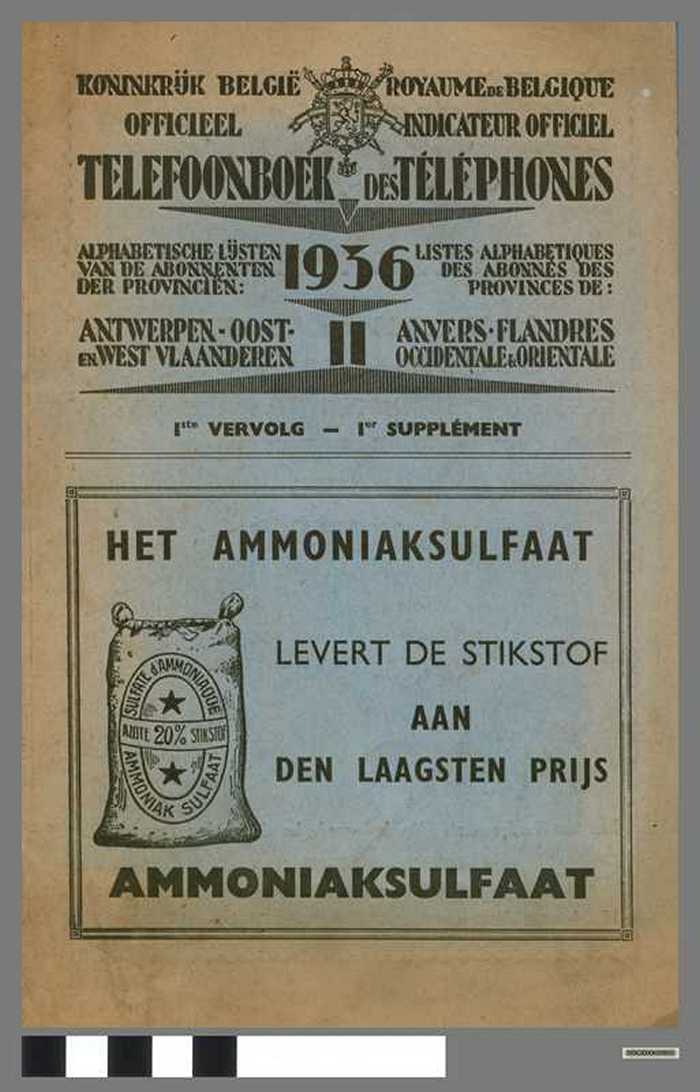 KONINKRIJK BELGIË ROYAUME DE BELGIQUE
OFFICIEEL INDICATEUR OFFICIEL
TELEFOONBOEK DES TÉLÉPHONES
ALPHABETISCHE LIJSTEN
VAN DE ABONNENTEN
DER PROVINCIËN:
1936
LISTES ALPHABETIQUES
DES ABONNÉS DES
PROVINCES DE:
ANTWERPEN - OOST-
EN WEST VLAANDEREN
II
ANVERS - FLANDRES
OCCIDENTALE & ORIENTALE
1ste VERVOLG — 1er SUPPLÉMENT
HET AMMONIAKSULFAAT
SULFATE d'AMMONIAQUE
AZOTE 20% STIKSTOF
AMMONIAK SULFAAT
LEVERT DE STIKSTOF
AAN
DEN LAAGSTEN PRIJS
AMMONIAKSULFAAT